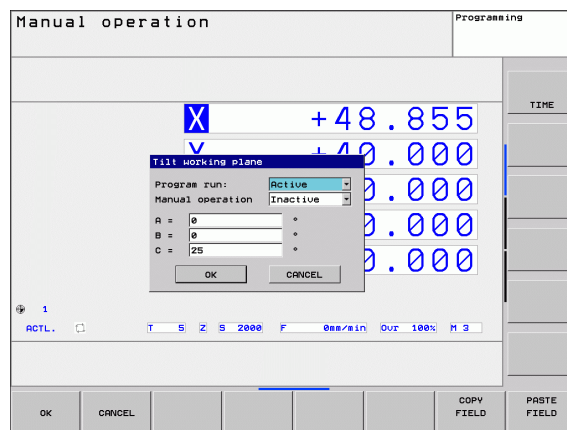 Manual operation
Programming
TIME
X +48.855
Y +40.000
Tilt working plane
Program run: Active
Manual operation Inactive
A = 0 °
B = 0 °
C = 25 °
OK CANCEL
0.000
0.000
0.000
1
ACTL. T 5 Z S 2000 F 0mm/min Ovr 100% M 3
OK CANCEL COPY FIELD PASTE FIELD